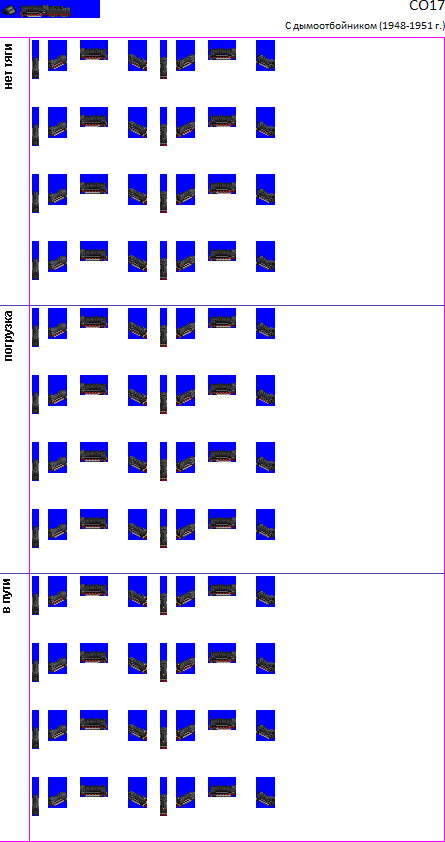 СО17
С дымоотбойником (1948-1951 г.)
нет тяги
погрузка
в пути